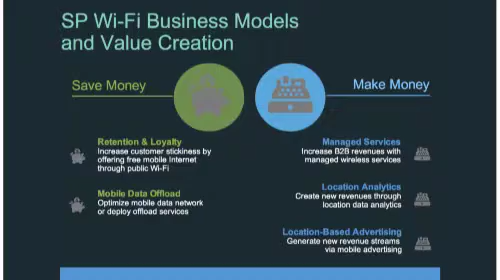 SP Wi-Fi Business Models
and Value Creation
Save Money
Make Money
Retention & Loyalty
Increase customer stickiness by
offering free mobile Internet
through public Wi-Fi
Mobile Data Offload
Optimize mobile data network
or deploy offload services
Managed Services
Increase B2B revenues with
managed wireless services
Location Analytics
Create new revenues through
location data analytics
Location-Based Advertising
Generate new revenue streams
via mobile advertising